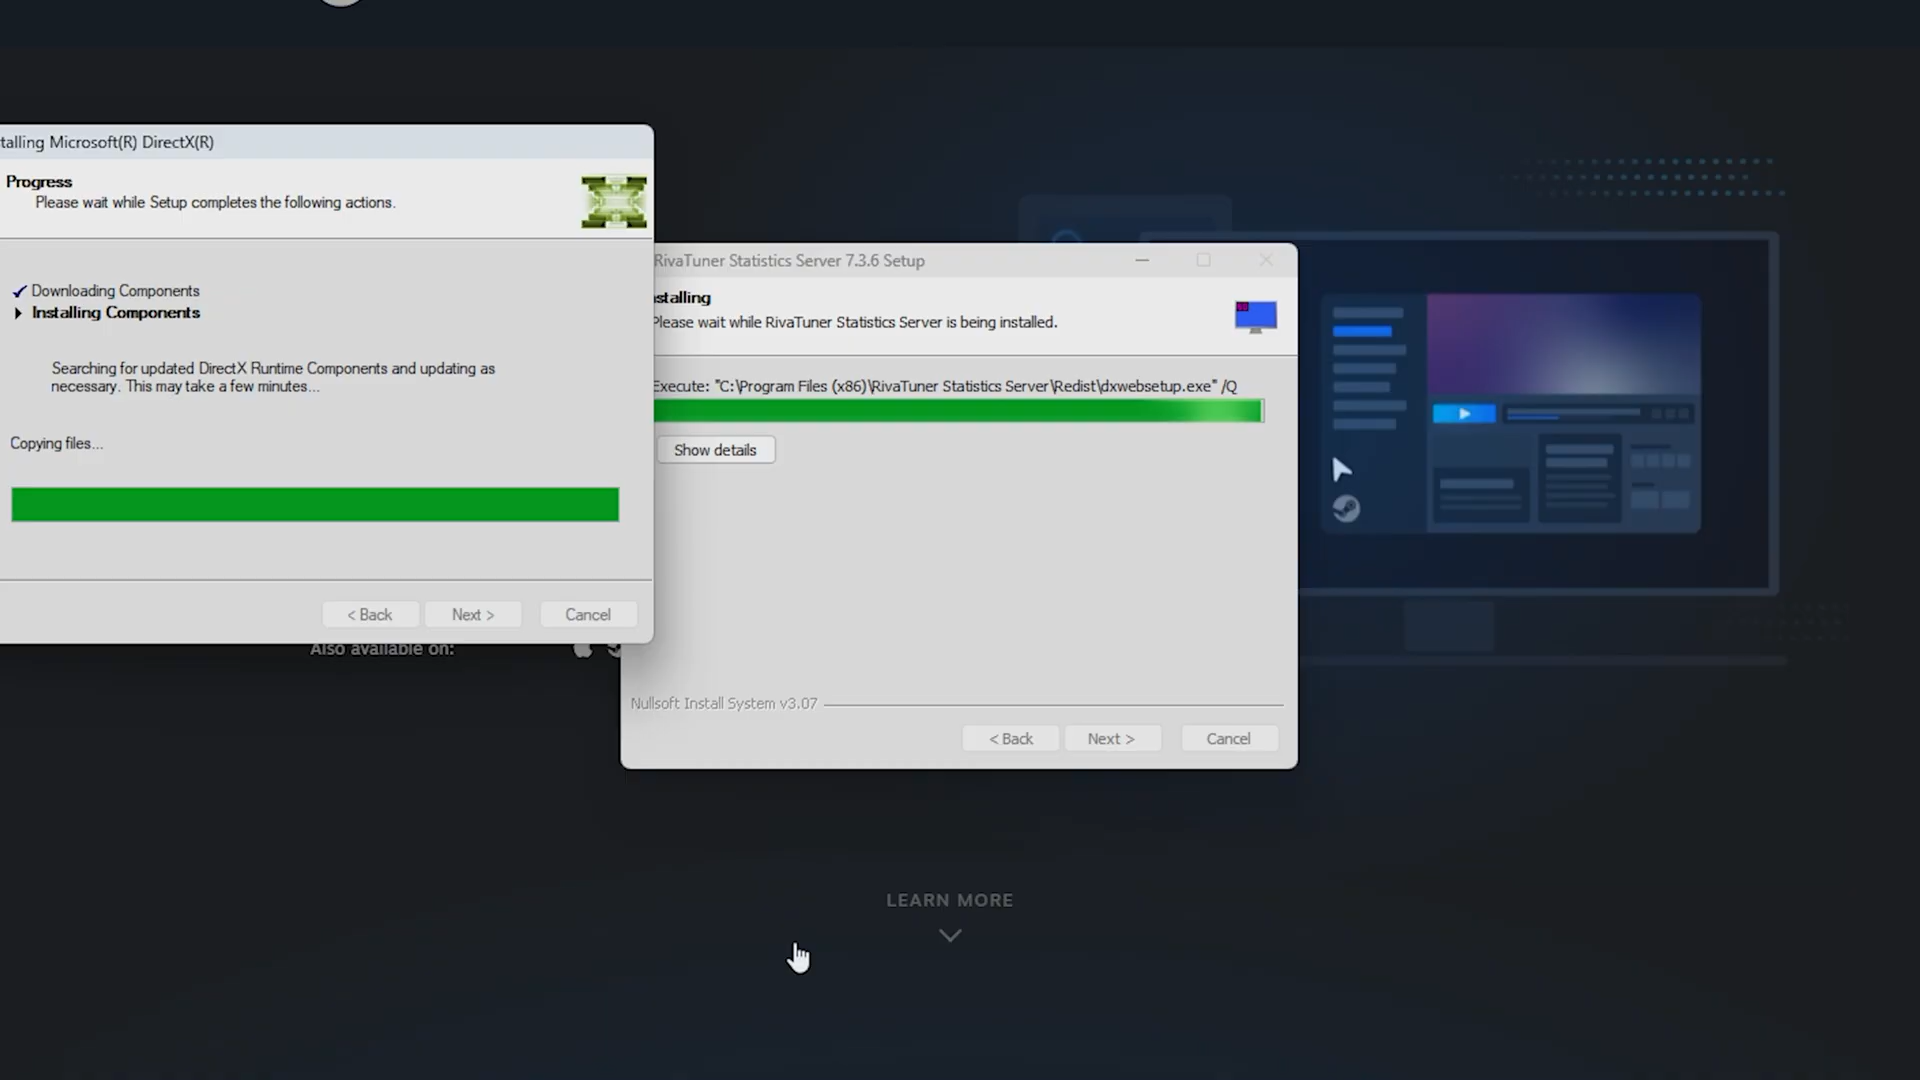 talling Microsoft(R) DirectX(R)
Progress
Please wait while Setup completes the following actions.
Downloading Components
Installing Components
Searching for updated DirectX Runtime Components and updating as
necessary. This may take a few minutes...
Copying files...
< Back
Next >
Cancel
Also available on:
RivaTuner Statistics Server 7.3.6 Setup
stalling
Please wait while RivaTuner Statistics Server is being installed.
Execute: "C:\Program Files (x86)\RivaTuner Statistics Server\Redist\dxwebsetup.exe" /Q
Show details
Nullsoft Install System v3.07
< Back
Next >
Cancel
LEARN MORE